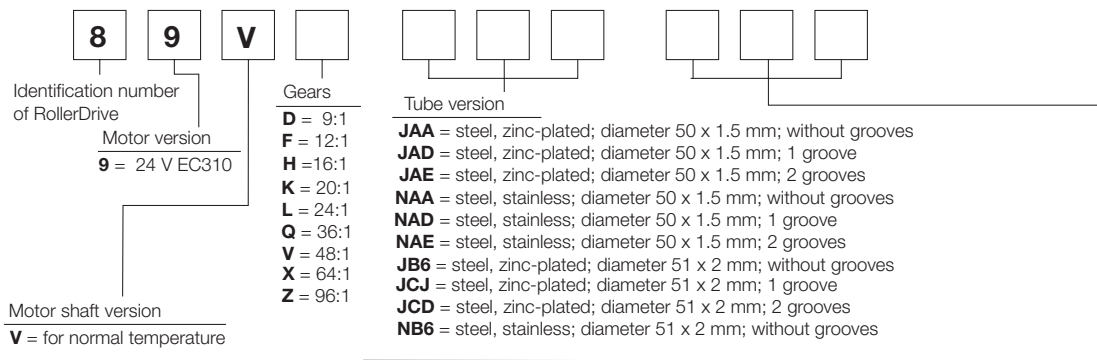 8 9 V
Identification number
of RollerDrive
Motor version
9 = 24 V EC310
Motor shaft version
V = for normal temperature
Gears
D = 9:1
F = 12:1
H =16:1
K = 20:1
L = 24:1
Q = 36:1
V = 48:1
X = 64:1
Z = 96:1
Tube version
JAA = steel, zinc-plated; diameter 50 x 1.5 mm; without grooves
JAD = steel, zinc-plated; diameter 50 x 1.5 mm; 1 groove
JAE = steel, zinc-plated; diameter 50 x 1.5 mm; 2 grooves
NAA = steel, stainless; diameter 50 x 1.5 mm; without grooves
NAD = steel, stainless; diameter 50 x 1.5 mm; 1 groove
NAE = steel, stainless; diameter 50 x 1.5 mm; 2 grooves
JB6 = steel, zinc-plated; diameter 51 x 2 mm; without grooves
JCJ = steel, zinc-plated; diameter 51 x 2 mm; 1 groove
JCD = steel, zinc-plated; diameter 51 x 2 mm; 2 grooves
NB6 = steel, stainless; diameter 51 x 2 mm; without grooves